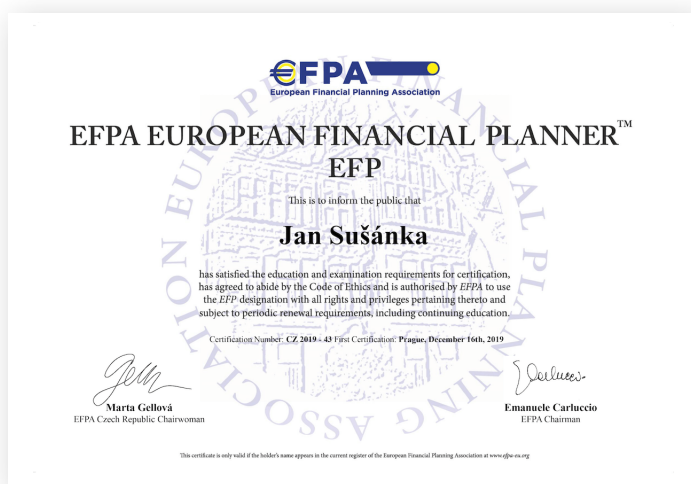 €FPA
European Financial Planning Association
EFPA EUROPEAN FINANCIAL PLANNER™
EFP
This is to inform the public that
Jan Sušánka
has satisfied the education and examination requirements for certification,
has agreed to abide by the Code of Ethics and is authorised by EFPA to use
the EFP designation with all rights and privileges pertaining thereto and
subject to periodic renewal requirements, including continuing education.
Certification Number: CZ 2019 - 43 First Certification: Prague, December 16th, 2019
Marta Gellová
EFPA Czech Republic Chairwoman
Emanuele Carluccio
EFPA Chairman
This certificate is only valid if the holder's name appears in the current register of the European Financial Planning Association at www.efpa-eu.org
EUROPEAN FINANCIAL PLANNING ASSOCIATION